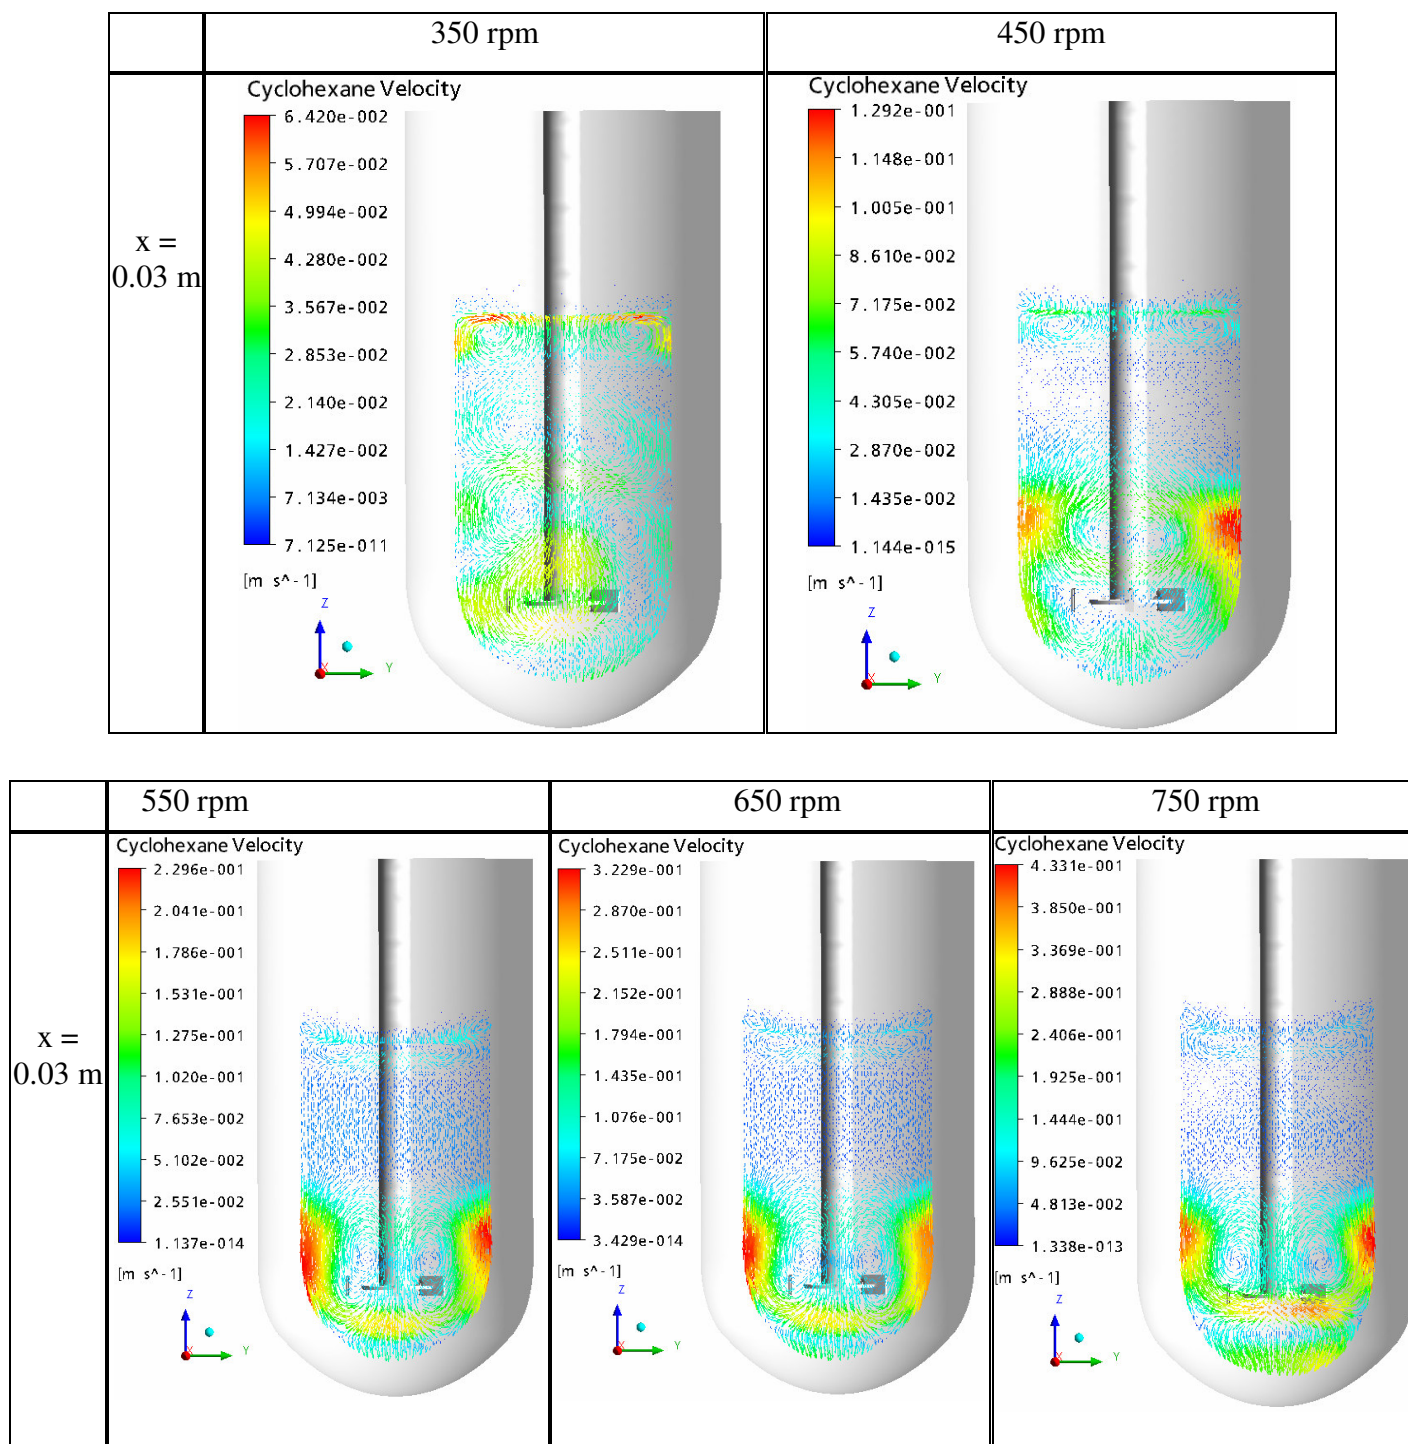 350 rpm
450 rpm
x =
0.03 m
Cyclohexane Velocity
6.420e-002
5.707e-002
4.994e-002
4.280e-002
3.567e-002
2.853e-002
2.140e-002
1.427e-002
7.134e-003
7.125e-011
[m s^-1]
Z
X
Y
Cyclohexane Velocity
1.292e-001
1.148e-001
1.005e-001
8.610e-002
7.175e-002
5.740e-002
4.305e-002
2.870e-002
1.435e-002
1.144e-015
[m s^-1]
Z
X
Y
550 rpm
650 rpm
750 rpm
x =
0.03 m
Cyclohexane Velocity
2.296e-001
2.041e-001
1.786e-001
1.531e-001
1.275e-001
1.020e-001
7.653e-002
5.102e-002
2.551e-002
1.137e-014
[m s^-1]
Z
X
Y
Cyclohexane Velocity
3.229e-001
2.870e-001
2.511e-001
2.152e-001
1.794e-001
1.435e-001
1.076e-001
7.175e-002
3.587e-002
3.429e-014
[m s^-1]
Z
X
Y
Cyclohexane Velocity
4.331e-001
3.850e-001
3.369e-001
2.888e-001
2.406e-001
1.925e-001
1.444e-001
9.625e-002
4.813e-002
1.338e-013
[m s^-1]
Z
X
Y